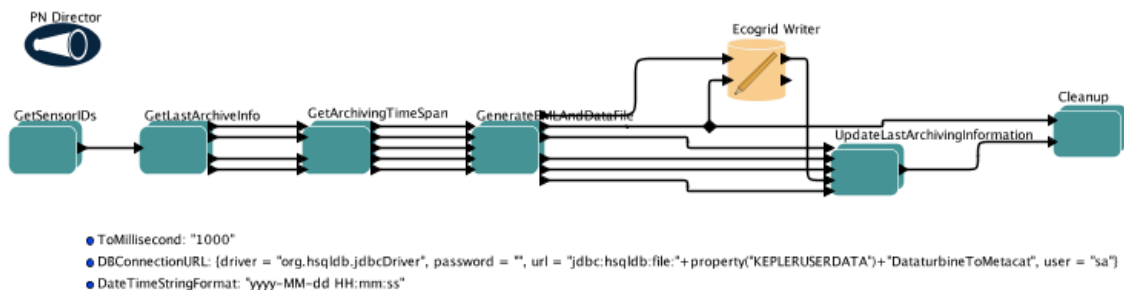 PN Director
Ecogrid Writer
GetSensorIDs
GetLastArchiveInfo
GetArchivingTimeSpan
GenerateEMLAndDataFile
Cleanup
UpdateLastArchivingInformation
ToMillisecond: "1000"
DBConnectionURL: {driver = "org.hsqldb.jdbcDriver", password = "", url = "jdbc:hsqldb:file:"+property("KEPLERUSERDATA")+"DataturbineToMetacat", user = "sa"}
DateTimeStringFormat: "yyyy-MM-dd HH:mm:ss"